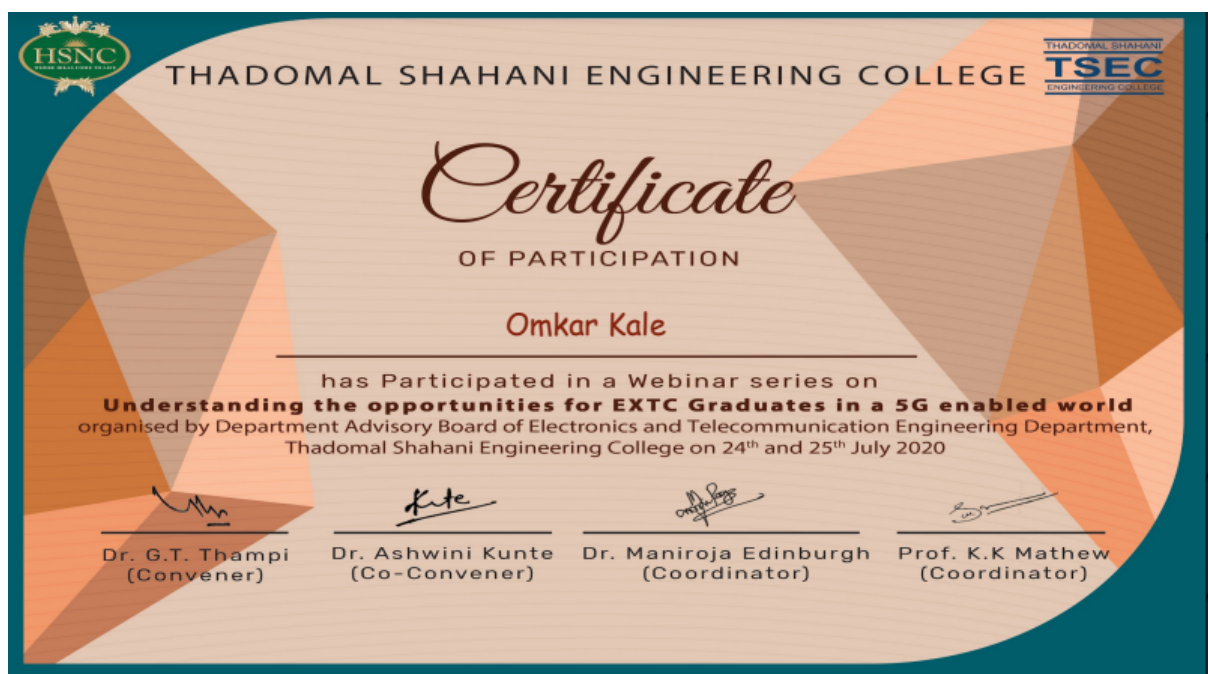 HSNC
THADOMAL SHAHANI ENGINEERING COLLEGE
THADOMAL SHAHANI
TSEC
ENGINEERING COLLEGE
Certificate
OF PARTICIPATION
Omkar Kale
has Participated in a Webinar series on
Understanding the opportunities for EXTC Graduates in a 5G enabled world
organised by Department Advisory Board of Electronics and Telecommunication Engineering Department,
Thadomal Shahani Engineering College on 24th and 25th July 2020
Kute
Dr. G.T. Thampi Dr. Ashwini Kunte Dr. Maniroja Edinburgh Prof. K.K Mathew
(Convener) (Co-Convener) (Coordinator) (Coordinator)